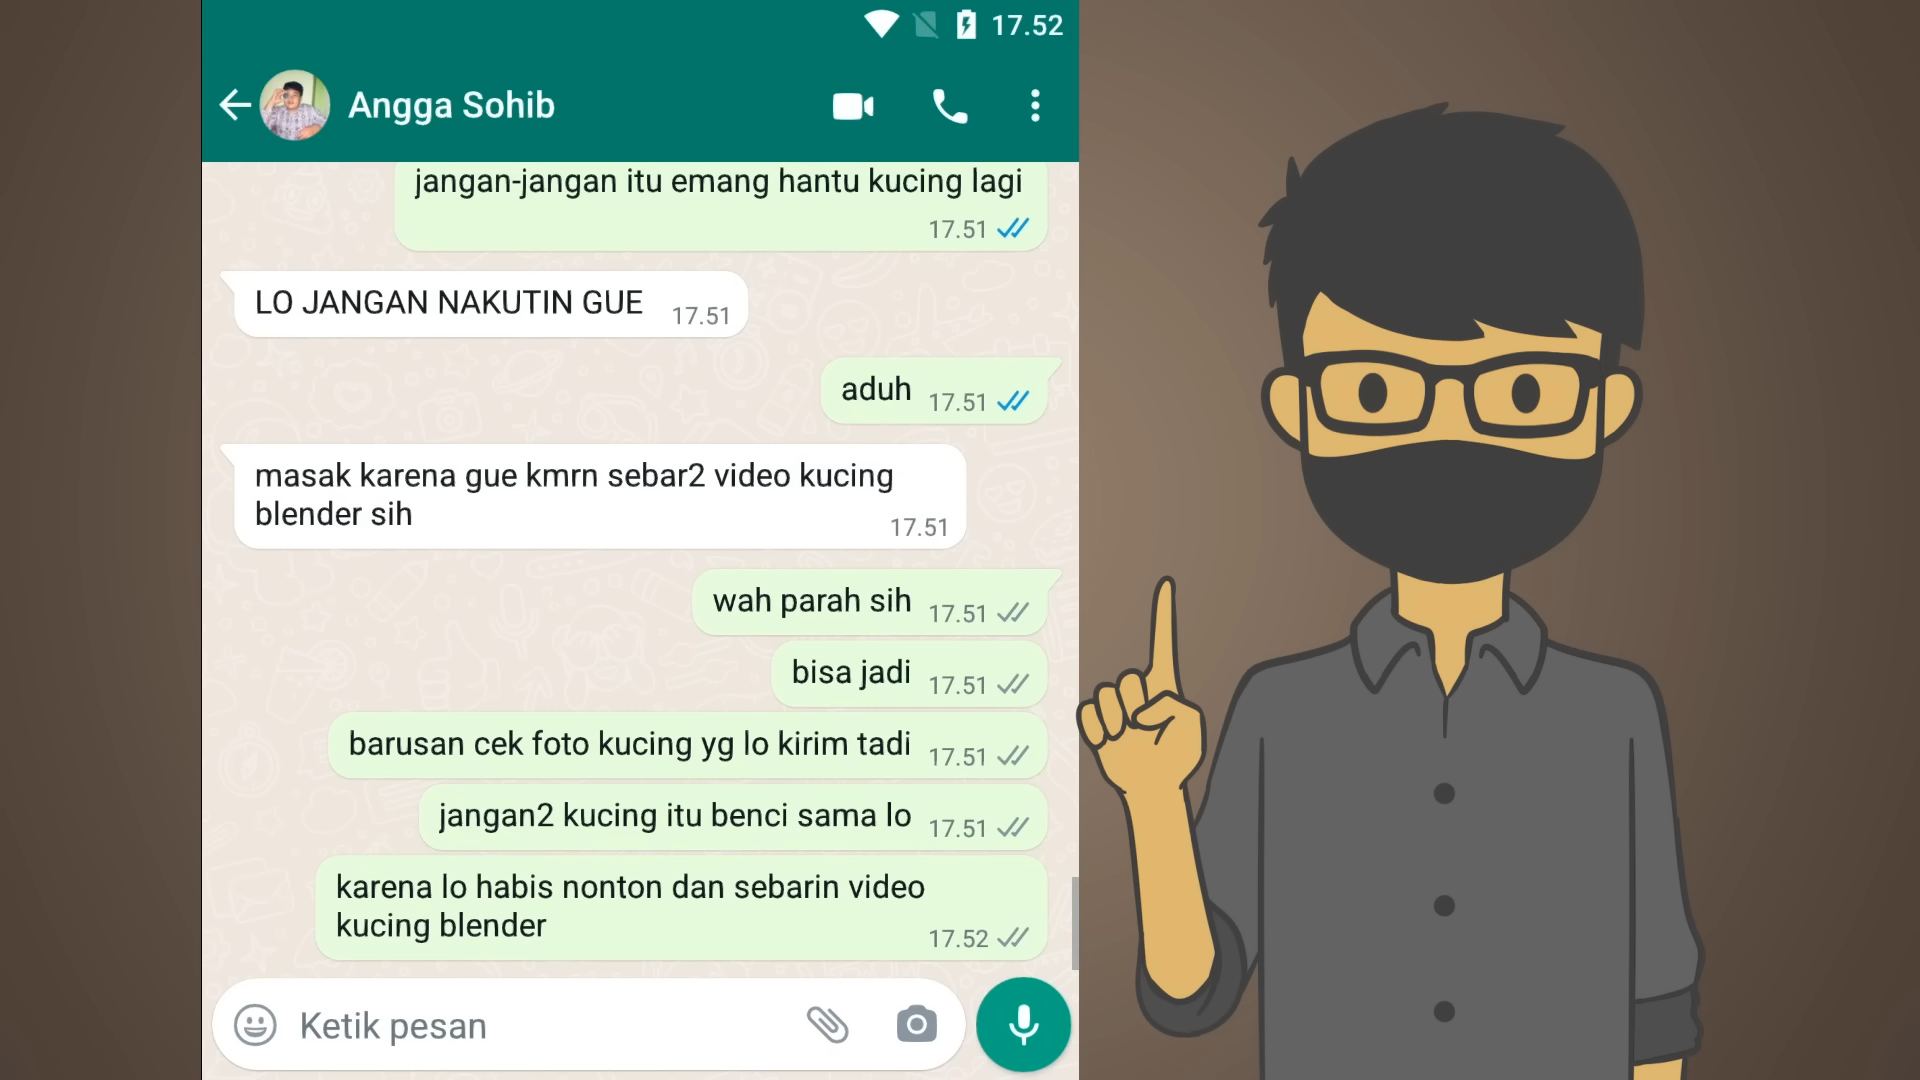 17.52
Angga Sohib
jangan-jangan itu emang hantu kucing lagi
17.51
LO JANGAN NAKUTIN GUE 17.51
aduh 17.51
masak karena gue kmrn sebar2 video kucing
blender sih
17.51
wah parah sih 17.51
bisa jadi 17.51
barusan cek foto kucing yg lo kirim tadi 17.51
jangan2 kucing itu benci sama lo 17.51
karena lo habis nonton dan sebarin video
kucing blender
17.52
Ketik pesan